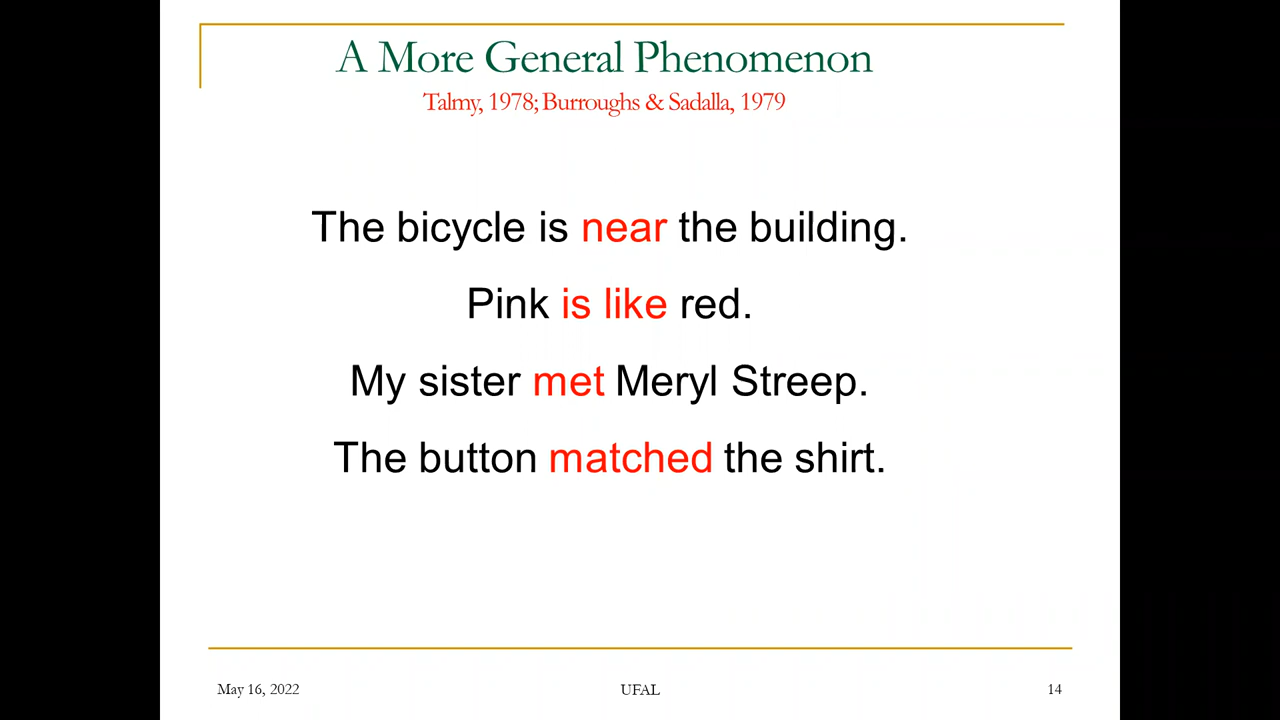 A More General Phenomenon
Talmy, 1978; Burroughs & Sadalla, 1979
The bicycle is near the building.
Pink is like red.
My sister met Meryl Streep.
The button matched the shirt.
May 16, 2022
UFAL
14